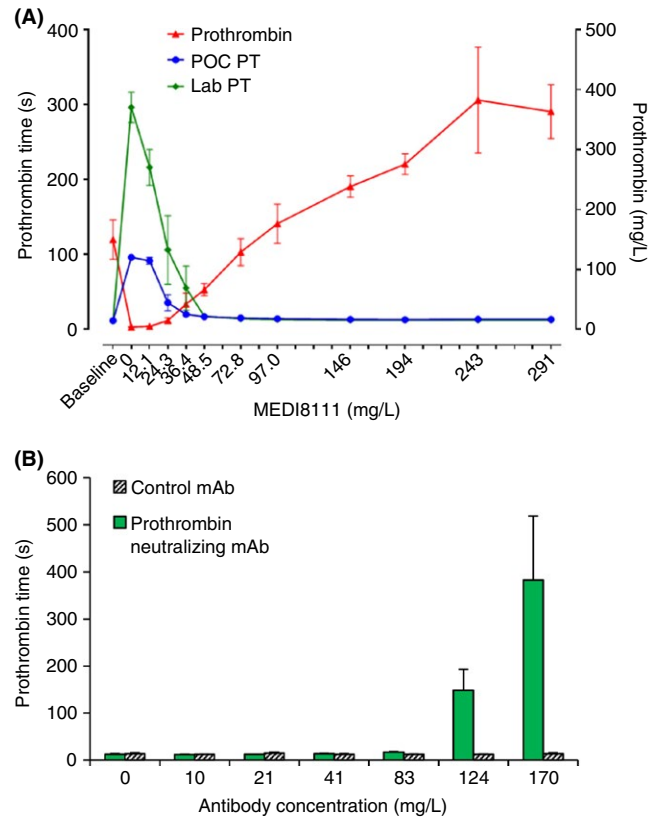 (A)
400
300
200
100
0
Prothrombin time (s)
Prothrombin
POC PT
Lab PT
500
400
300
200
100
0
Prothrombin (mg/L)
Baseline 0 12.1 24.3 36.4 48.5 72.8 97.0 146 194 243 291
MEDI8111 (mg/L)
(B)
600
500
400
300
200
100
0
Prothrombin time (s)
Control mAb
Prothrombin
neutralizing mAb
0 10 21 41 83 124 170
Antibody concentration (mg/L)